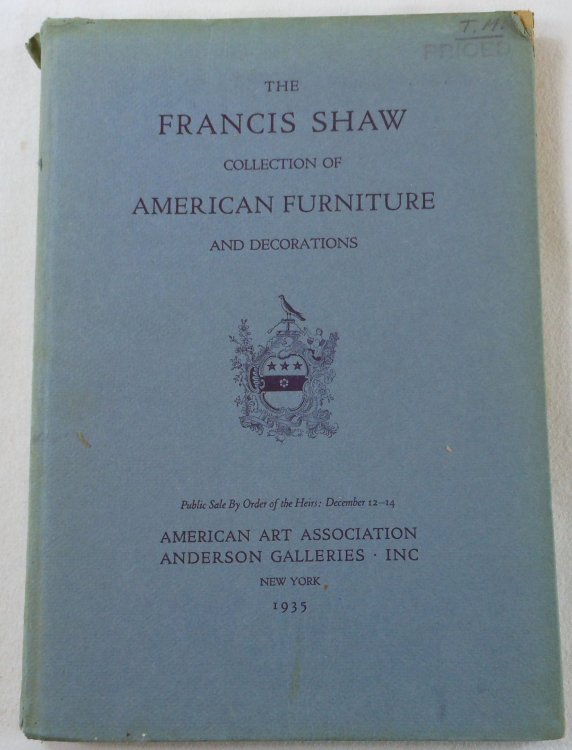 T.M.
PRICED
THE
FRANCIS SHAW
COLLECTION OF
AMERICAN FURNITURE
AND DECORATIONS
Public Sale By Order of the Heirs: December 12–14
AMERICAN ART ASSOCIATION
ANDERSON GALLERIES · INC
NEW YORK
1935